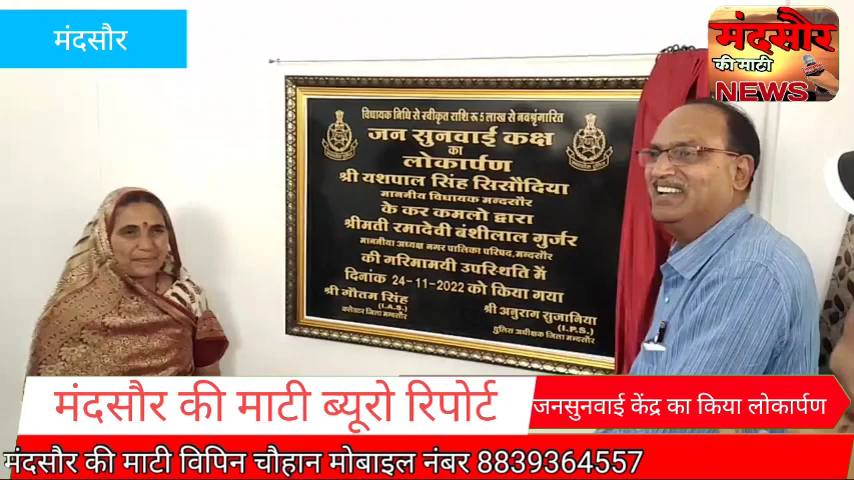 मंदसौर
मंदसौर
की माटी
NEWS
विधायक निधि से स्वीकृत राशि रू 5 लाख से नवश्रृंगारित
जन सुनवाई कक्ष
का
लोकार्पण
श्री यशपाल सिंह सिसौदिया
माननीय विधायक मन्दसौर
के कर कमलो द्वारा
श्रीमती रमादेवी बंशीलाल गुर्जर
माननीया अध्यक्ष नगर पालिका परिषद, मन्दसौर
की गरिमामयी उपस्थिति में
दिनांक 24-11-2022 को किया गया
श्री गौतम सिंह
(I.A.S.)
कलेक्टर जिला मन्दसौर
श्री अनुराग सुजानिया
(I.P.S.)
पुलिस अधीक्षक जिला मन्दसौर
मंदसौर की माटी ब्यूरो रिपोर्ट
जनसुनवाई केंद्र का किया लोकार्पण
मंदसौर की माटी विपिन चौहान मोबाइल नंबर 8839364557